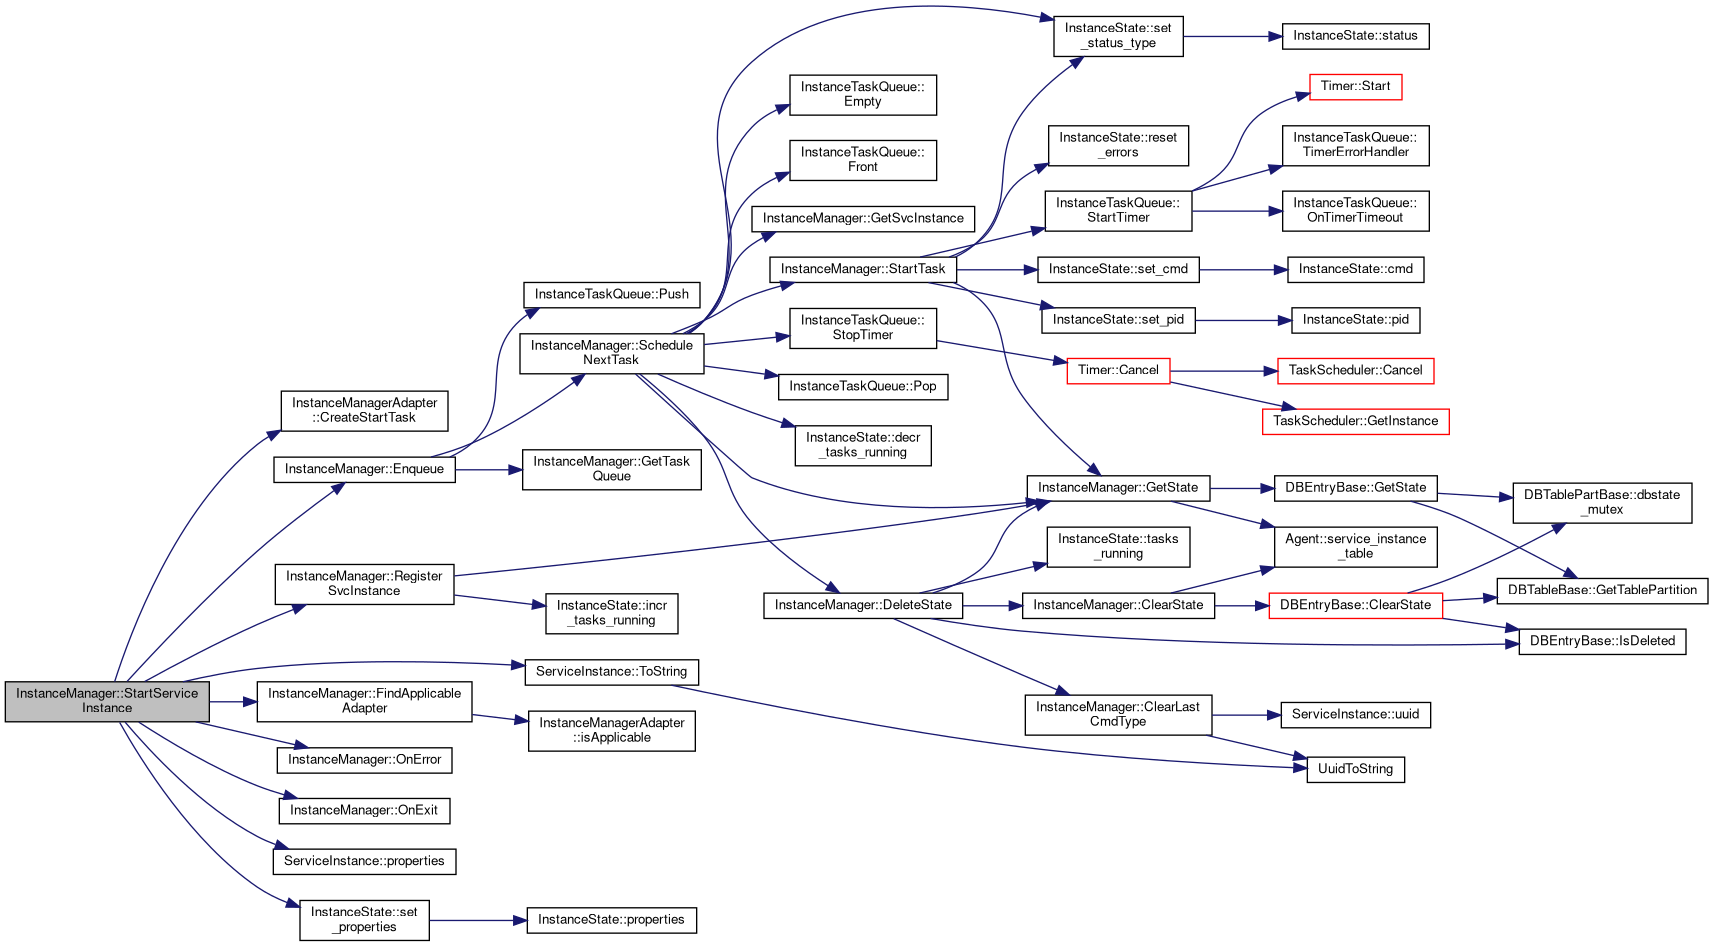 InstanceManager::StartService
Instance
InstanceManagerAdapter
::CreateStartTask
InstanceManager::Enqueue
InstanceManager::Register
SvcInstance
ServiceInstance::ToString
InstanceManager::FindApplicable
Adapter
InstanceManager::OnError
InstanceManager::OnExit
ServiceInstance::properties
InstanceState::set
_properties
InstanceTaskQueue::Push
InstanceManager::Schedule
NextTask
InstanceManager::GetTask
Queue
InstanceState::incr
_tasks_running
InstanceManagerAdapter
::isApplicable
InstanceState::properties
InstanceTaskQueue::
Empty
InstanceTaskQueue::
Front
InstanceManager::GetSvcInstance
InstanceManager::StartTask
InstanceTaskQueue::
StopTimer
InstanceTaskQueue::Pop
InstanceState::decr
_tasks_running
InstanceManager::DeleteState
InstanceState::set
_status_type
InstanceState::reset
_errors
InstanceTaskQueue::
StartTimer
InstanceState::set_cmd
InstanceState::set_pid
Timer::Cancel
InstanceManager::GetState
InstanceState::tasks
_running
InstanceManager::ClearState
InstanceManager::ClearLast
CmdType
InstanceState::status
Timer::Start
InstanceTaskQueue::
TimerErrorHandler
InstanceTaskQueue::
OnTimerTimeout
InstanceState::cmd
InstanceState::pid
TaskScheduler::Cancel
TaskScheduler::GetInstance
DBEntryBase::GetState
Agent::service_instance
_table
DBEntryBase::ClearState
ServiceInstance::uuid
UuidToString
DBTablePartBase::dbstate
_mutex
DBTableBase::GetTablePartition
DBEntryBase::IsDeleted